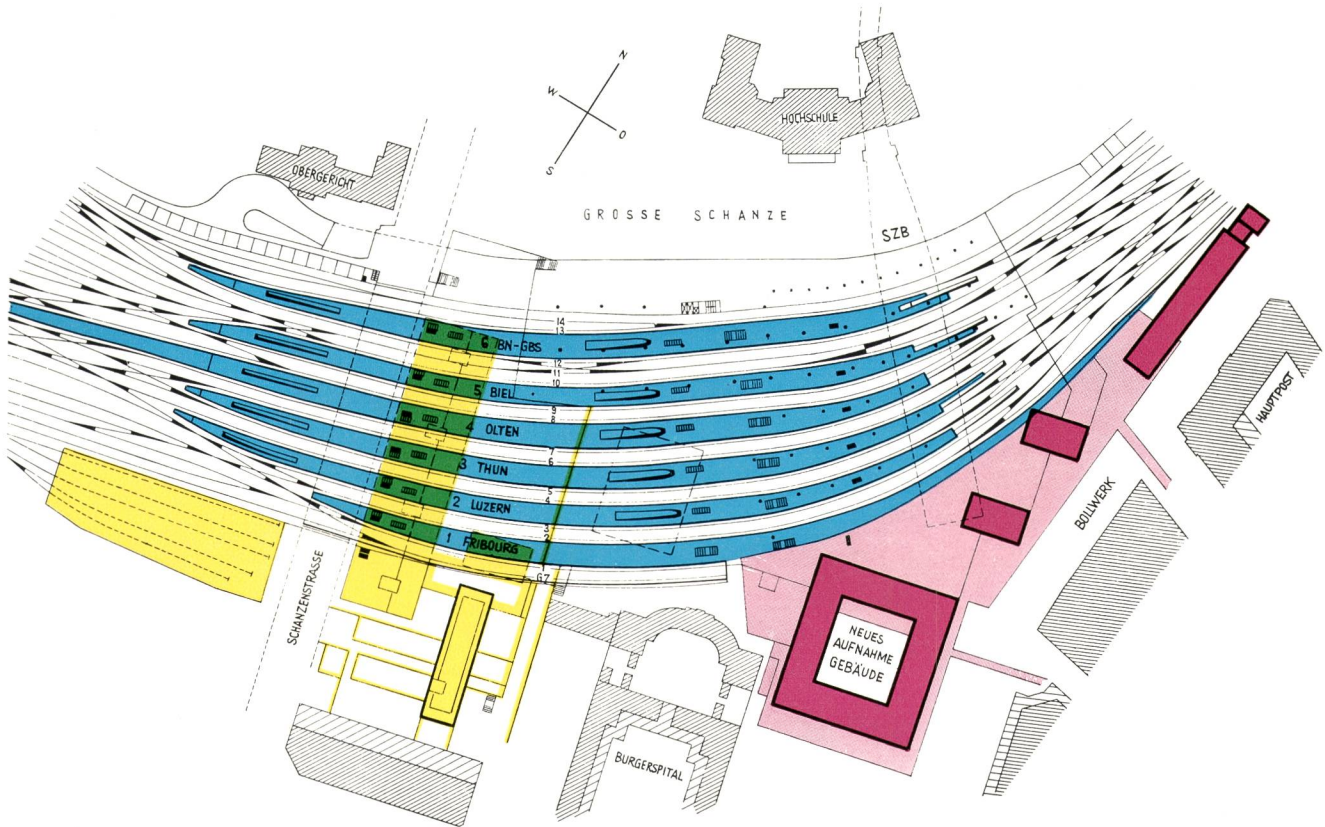 N
W
O
S
HOCHSCHULE
OBERGERICHT
GROSSE SCHANZE
SZB
14
13
6 BN-GBS
12
11
10
5 BIEL
9
8
4 OLTEN
7
6
3 THUN
5
4
2 LUZERN
3
2
1 FRIBOURG
1
GZ
HAUPTPOST
BOLLWERK
SCHANZENSTRASSE
NEUES
AUFNAHME
GEBÄUDE
BURGERSPITAL